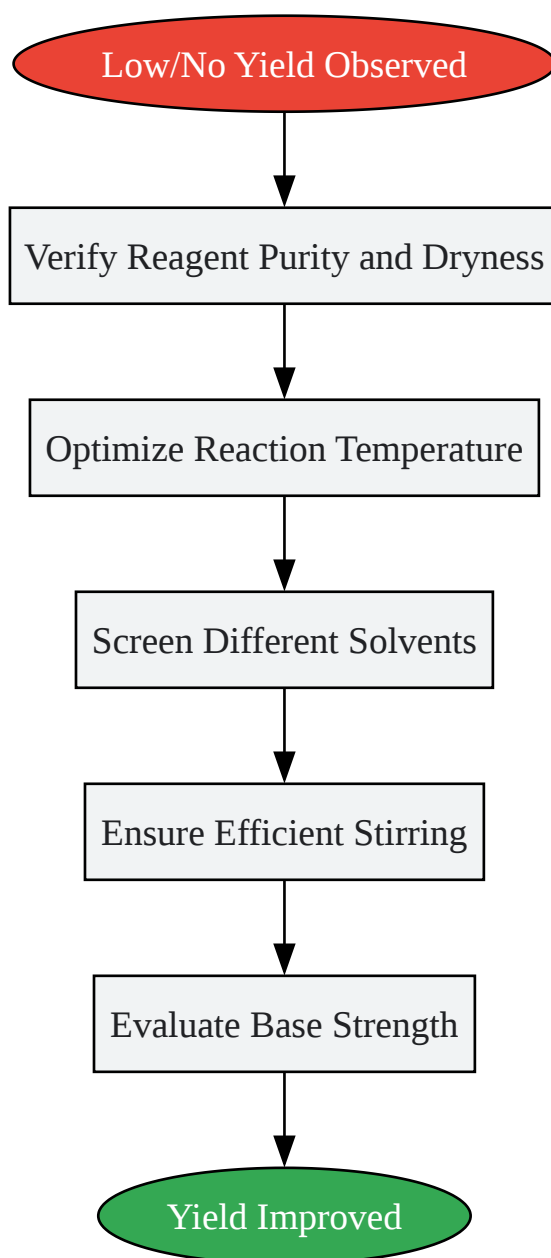 Low/No Yield Observed
Verify Reagent Purity and Dryness
Optimize Reaction Temperature
Screen Different Solvents
Ensure Efficient Stirring
Evaluate Base Strength
Yield Improved